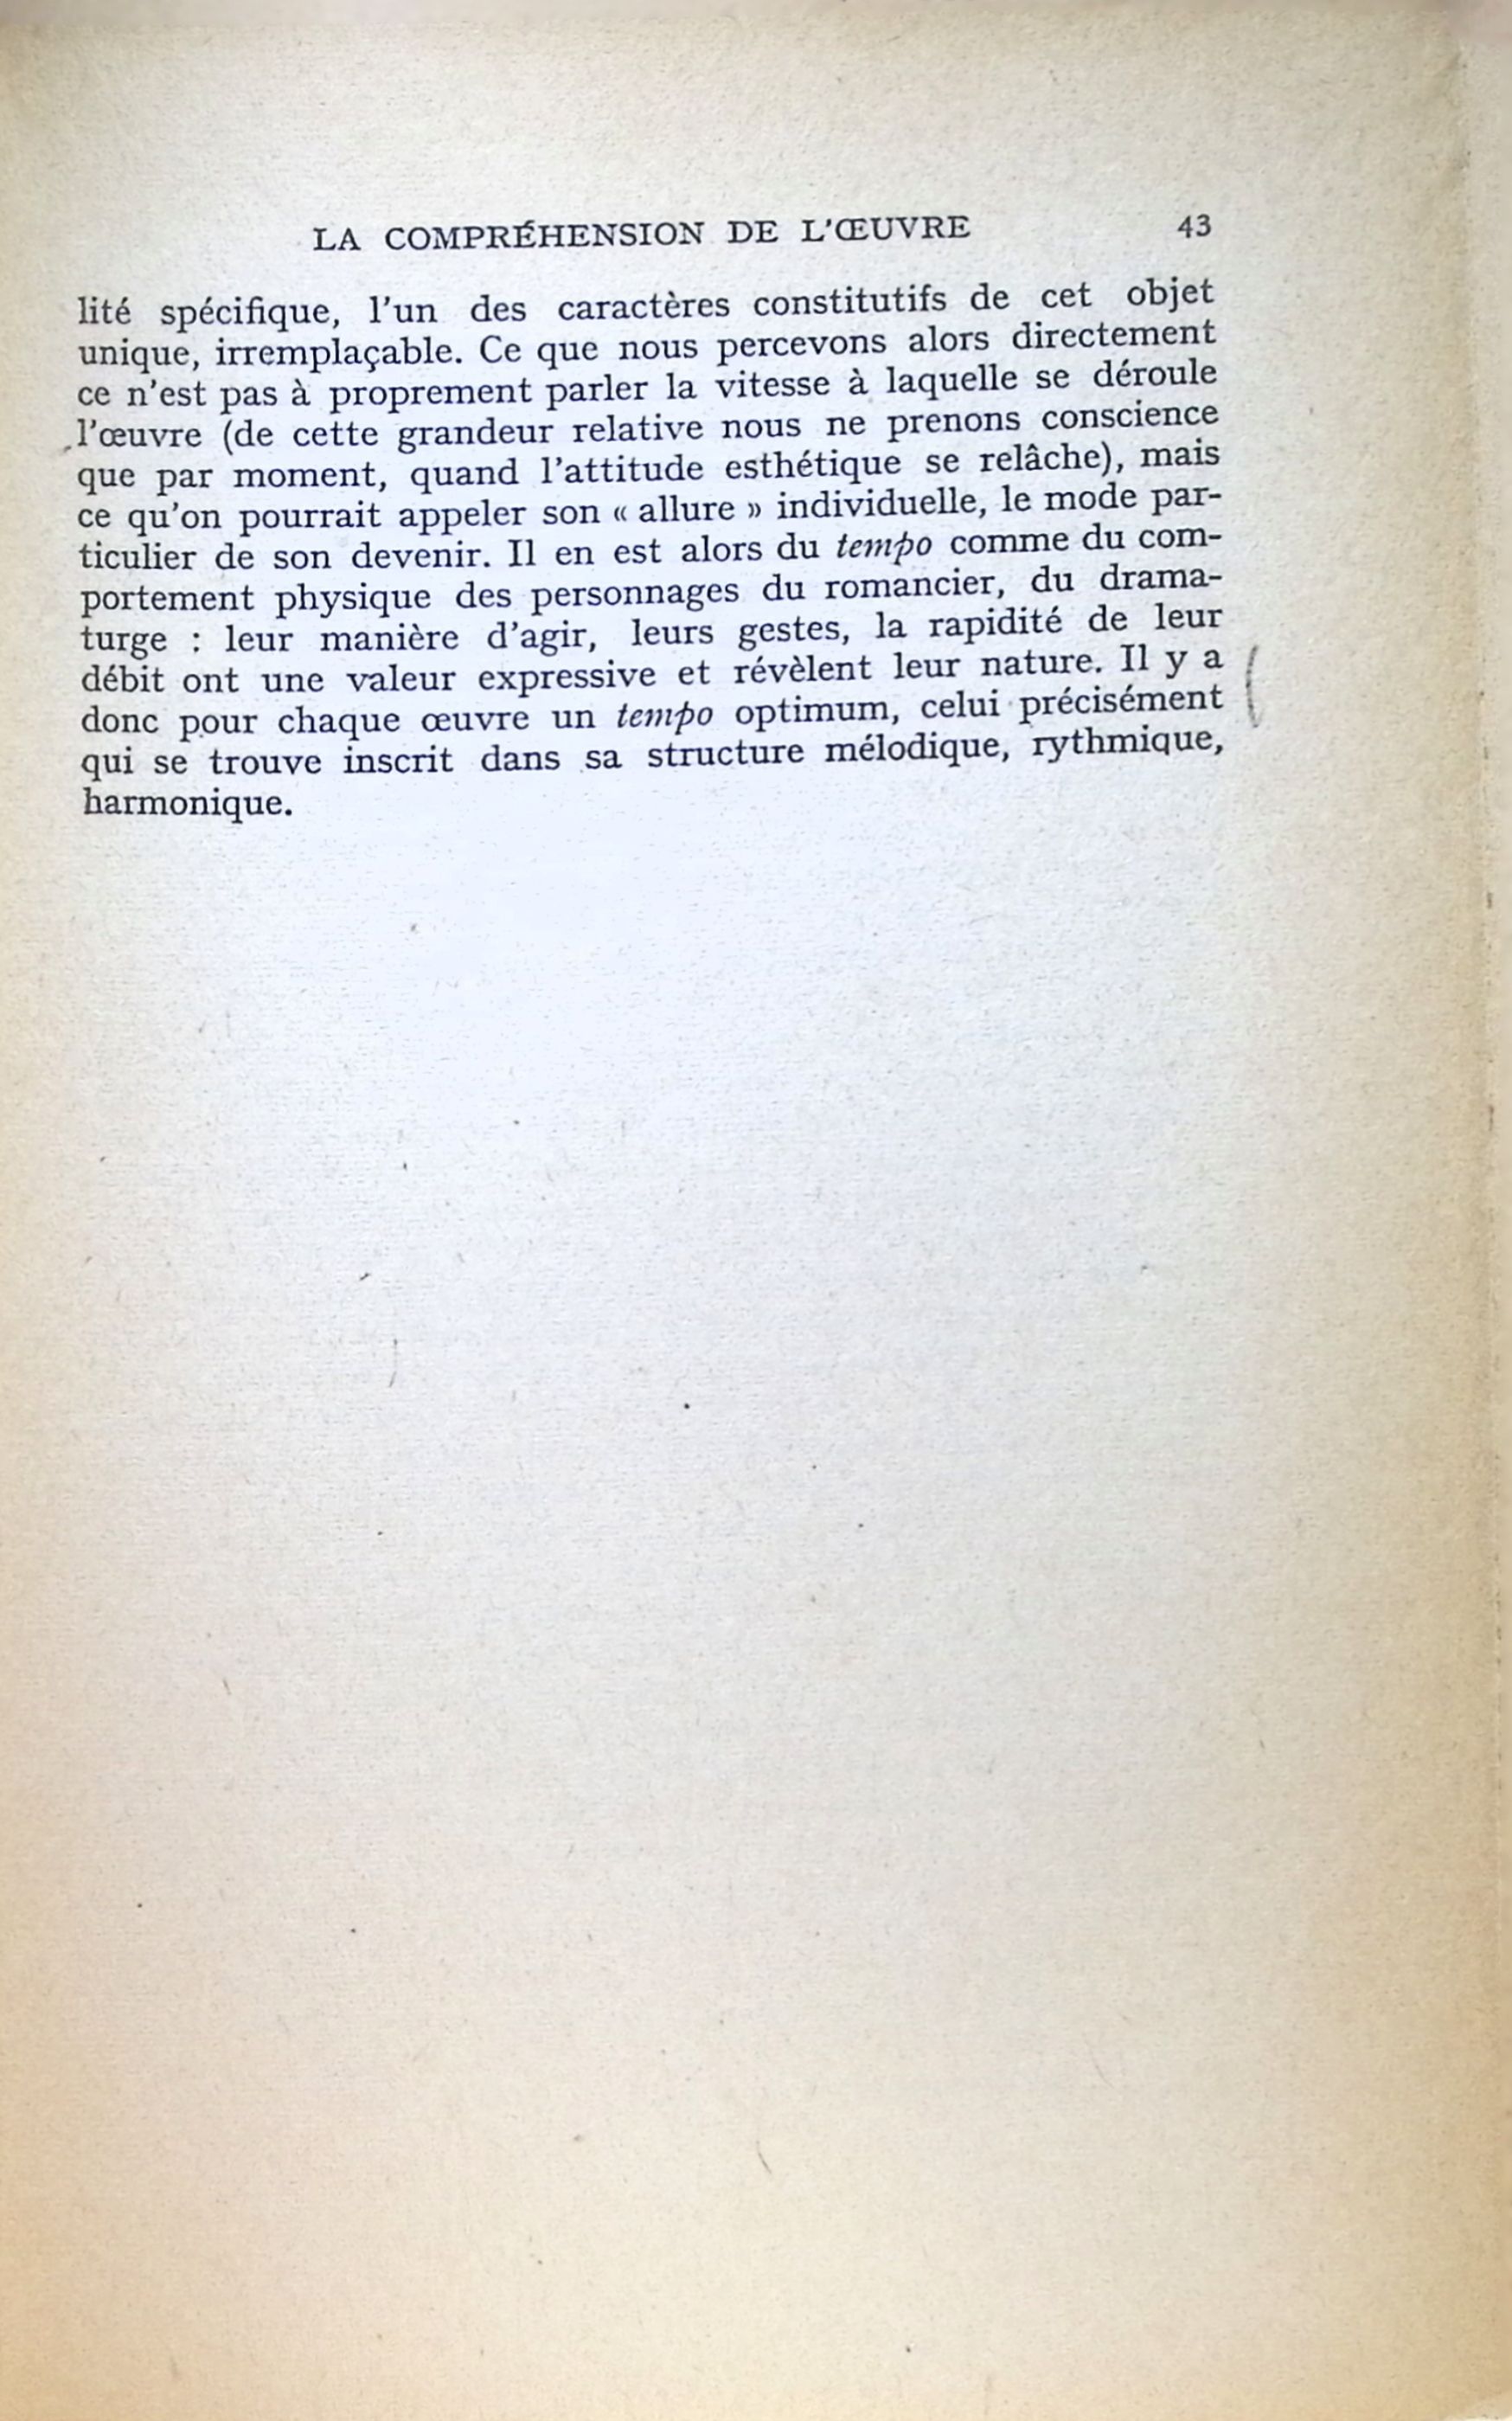 LA COMPRÉHENSION DE L'ŒUVRE 43
lité spécifique, l'un des caractères constitutifs de cet objet
unique, irremplaçable. Ce que nous percevons alors directement
ce n'est pas à proprement parler la vitesse à laquelle se déroule
l'œuvre (de cette grandeur relative nous ne prenons conscience
que par moment, quand l'attitude esthétique se relâche), mais
ce qu'on pourrait appeler son « allure » individuelle, le mode par-
ticulier de son devenir. Il en est alors du tempo comme du com-
portement physique des personnages du romancier, du drama-
turge : leur manière d'agir, leurs gestes, la rapidité de leur
débit ont une valeur expressive et révèlent leur nature. Il y a
donc pour chaque œuvre un tempo optimum, celui précisément
qui se trouve inscrit dans sa structure mélodique, rythmique,
harmonique.